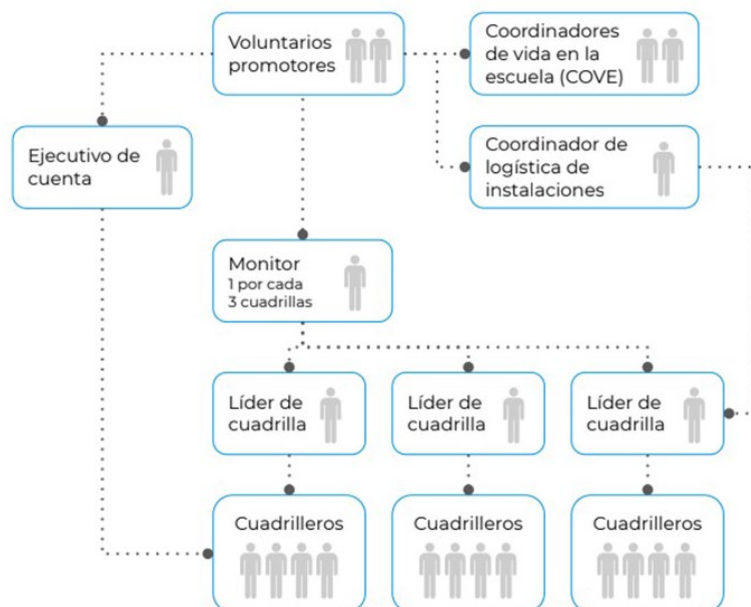 Voluntarios
promotores
Coordinadores
de vida en la
escuela (COVE)
Ejecutivo de
cuenta
Coordinador de
logística de
instalaciones
Monitor
1 por cada
3 cuadrillas
Líder de
cuadrilla
Líder de
cuadrilla
Líder de
cuadrilla
Cuadrilleros
Cuadrilleros
Cuadrilleros